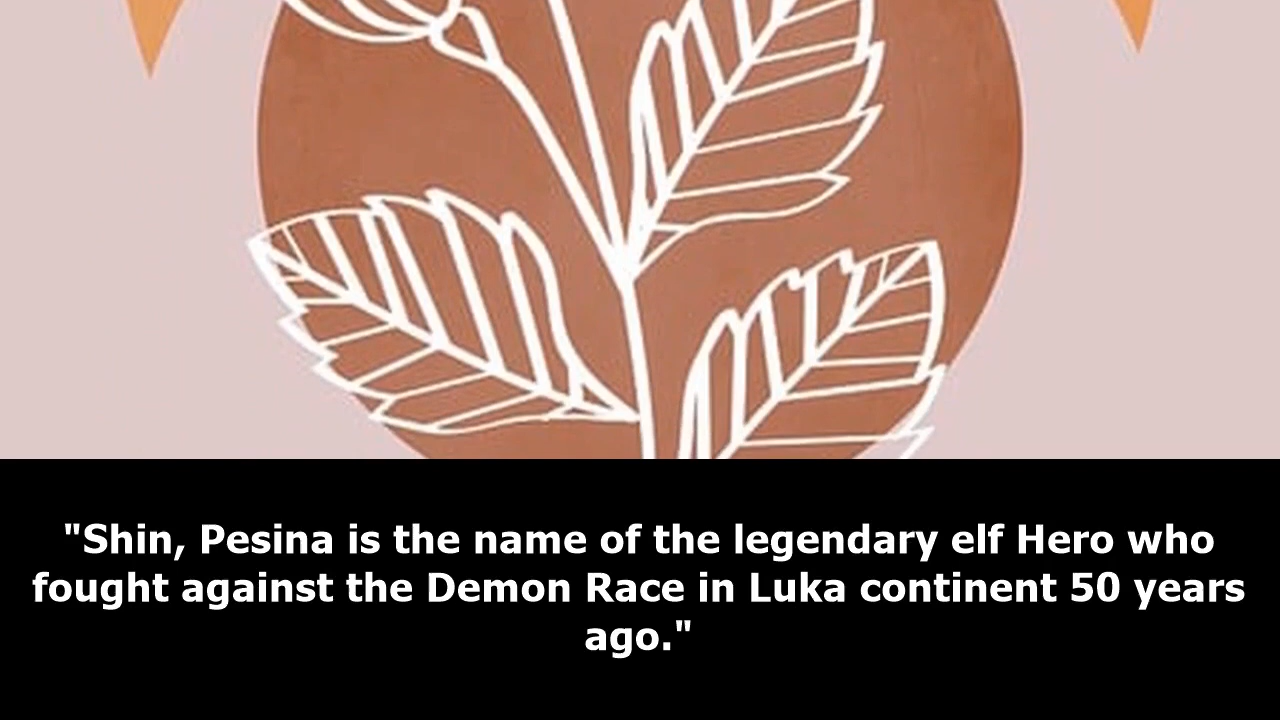 "Shin, Pesina is the name of the legendary elf Hero who
fought against the Demon Race in Luka continent 50 years
ago."